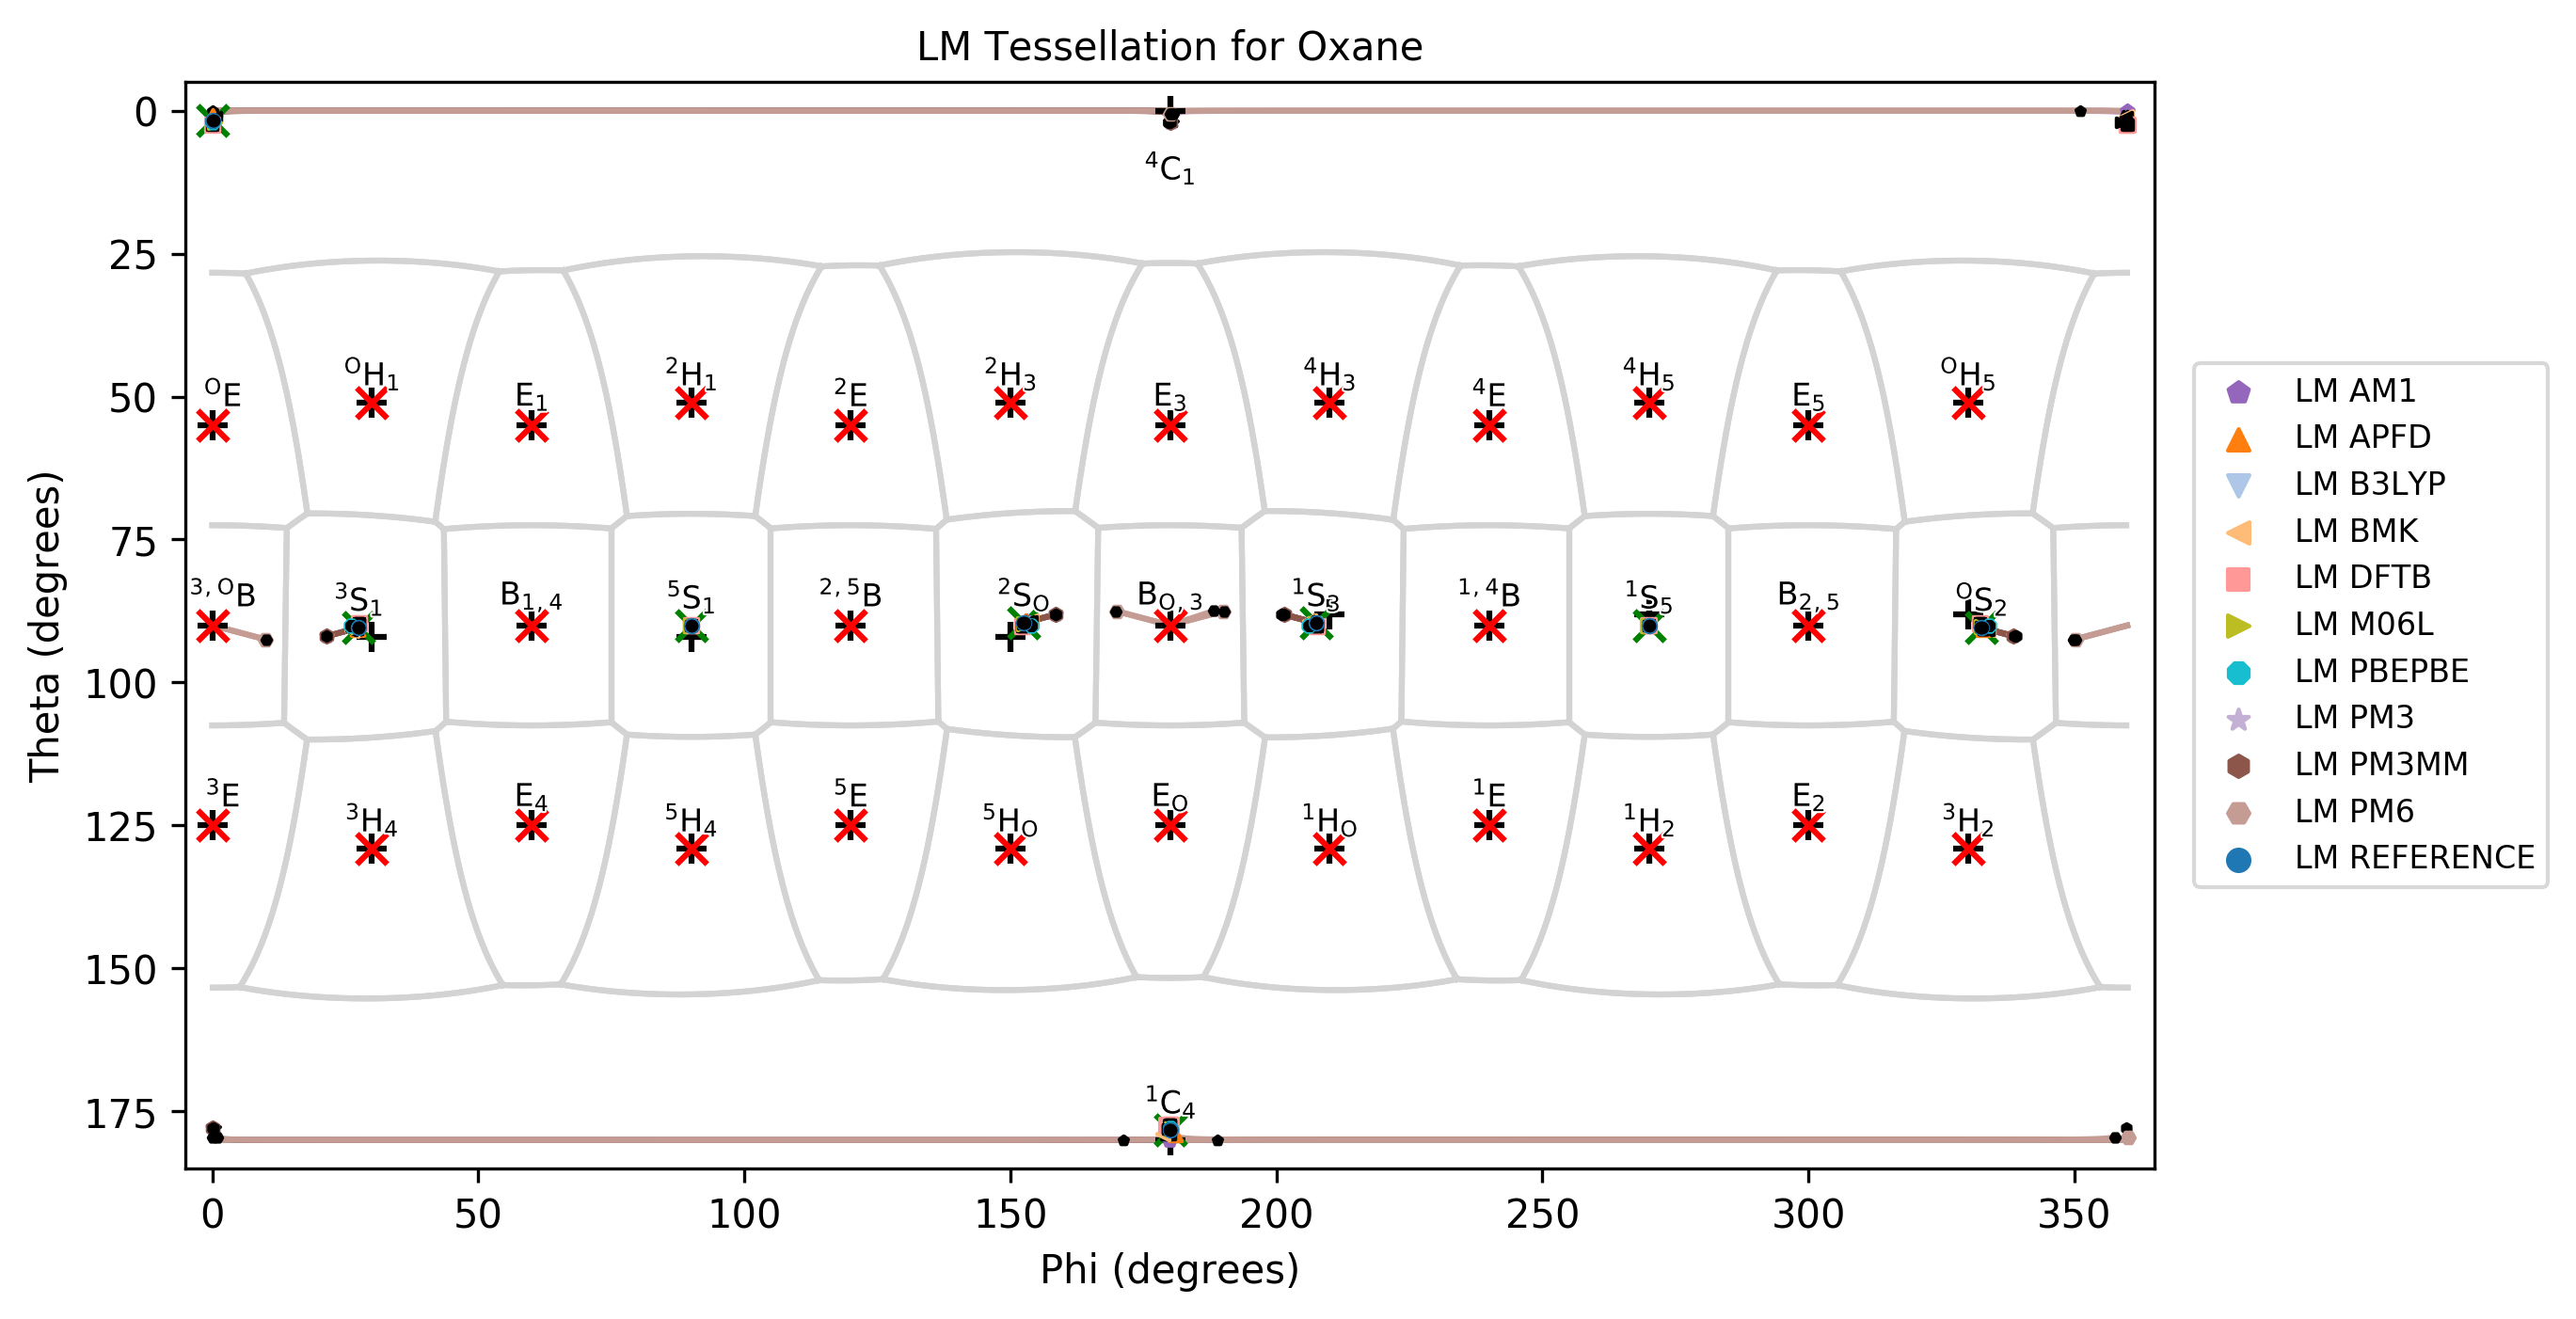 LM Tessellation for Oxane
0
25
50
75
100
125
150
175
Theta (degrees)
⁴C₁
ᴼE
ᴼH₁
E₁
²H₁
²E
²H₃
E₃
⁴H₃
⁴E
⁴H₅
E₅
ᴼH₅
³,ᴼB
³S₁
B₁,₄
⁵S₁
²,⁵B
²Sₒ
Bₒ,₃
¹S₃
¹,⁴B
¹S₅
B₂,₅
ᴼS₂
³E
³H₄
E₄
⁵H₄
⁵E
⁵Hₒ
Eₒ
¹Hₒ
¹E
¹H₂
E₂
³H₂
¹C₄
0 50 100 150 200 250 300 350
Phi (degrees)
LM AM1
LM APFD
LM B3LYP
LM BMK
LM DFTB
LM M06L
LM PBEPBE
LM PM3
LM PM3MM
LM PM6
LM REFERENCE